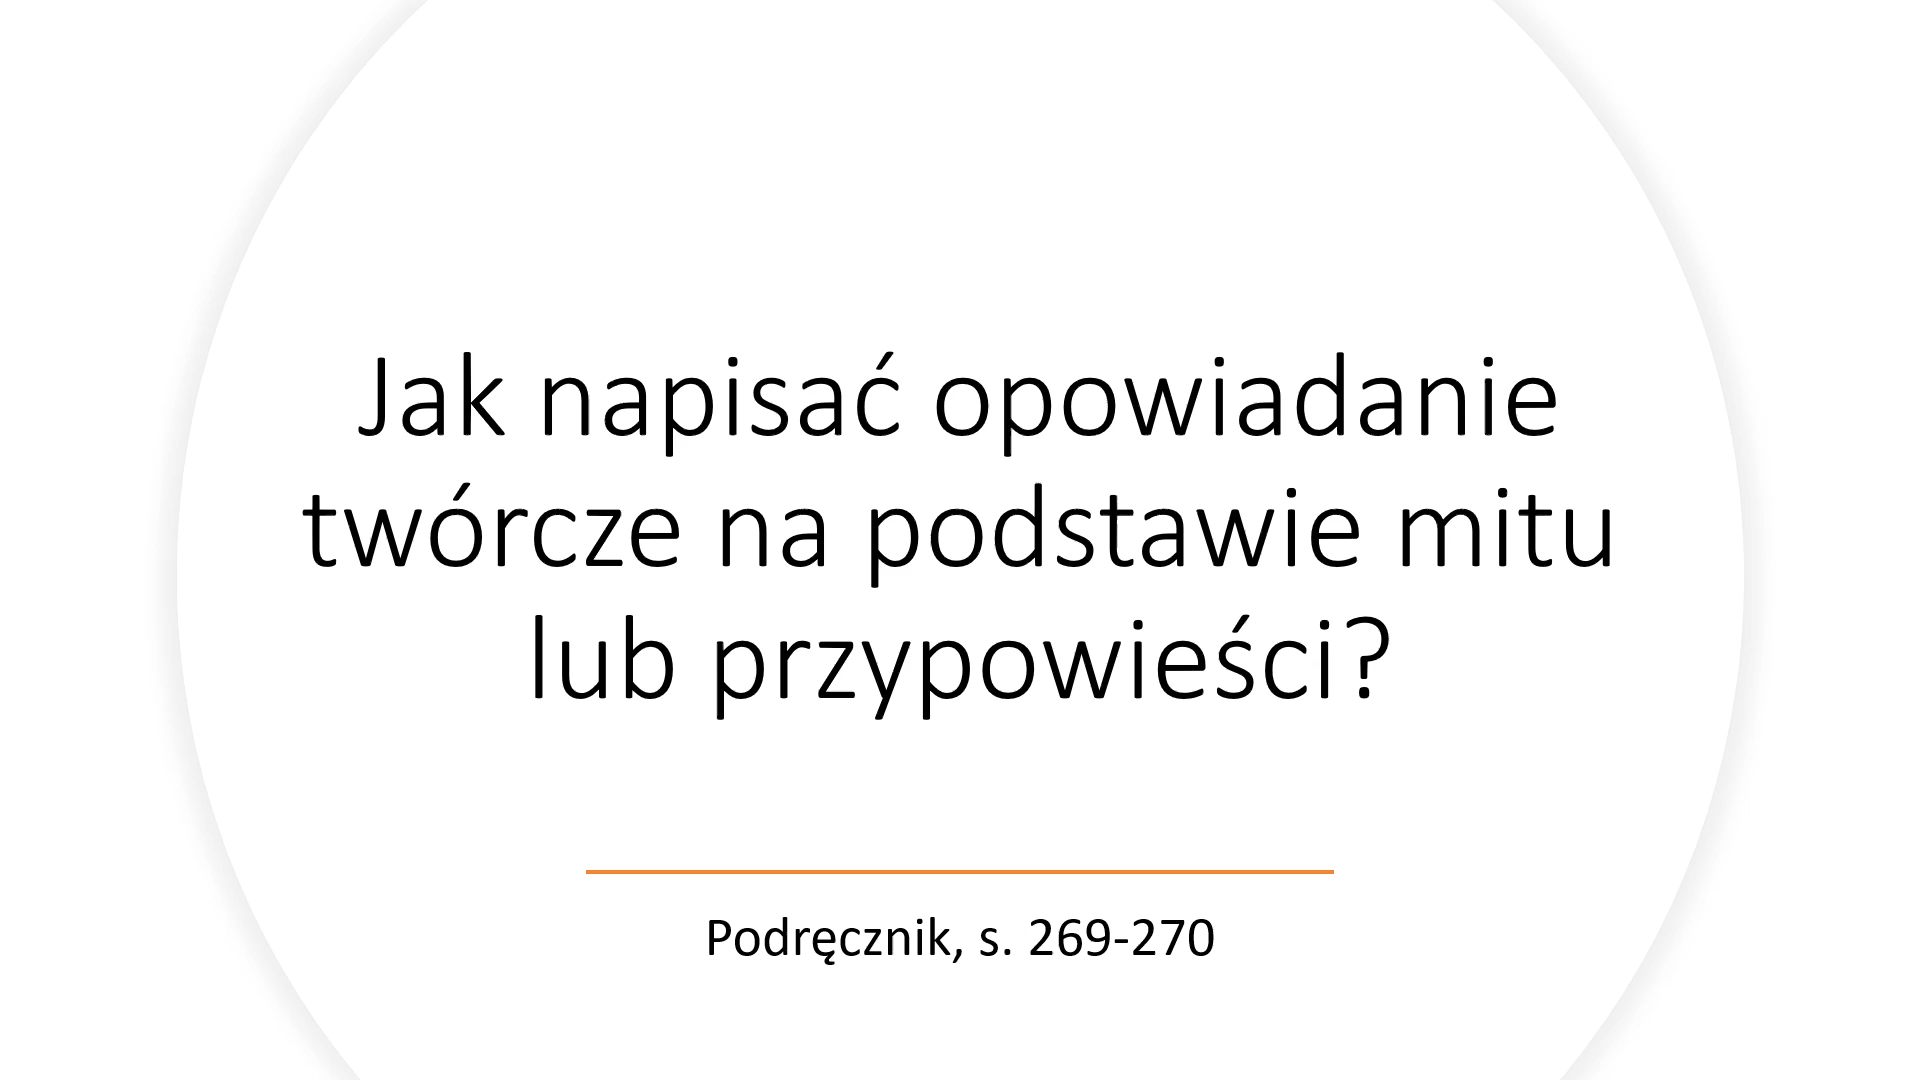 Jak napisać opowiadanie
twórcze na podstawie mitu
lub przypowieści?
Podręcznik, s. 269-270